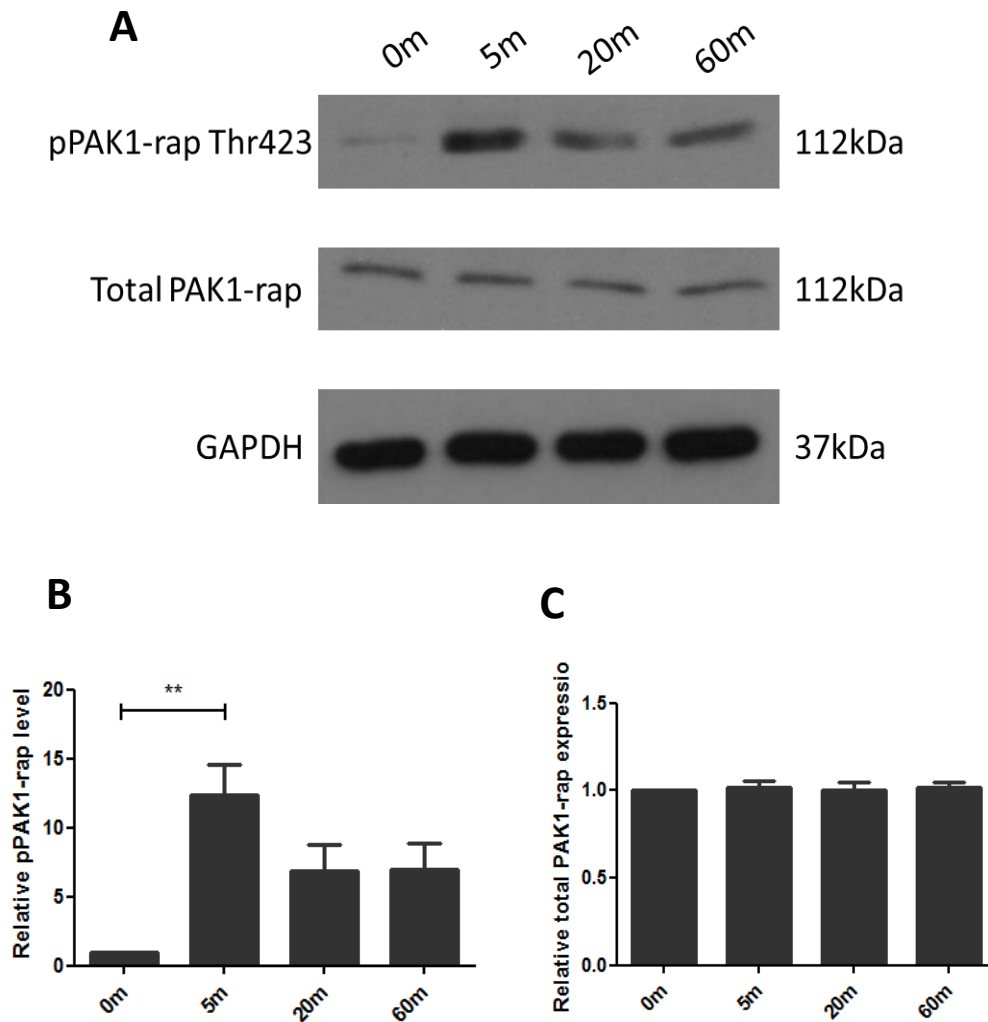 A
0m 5m 20m 60m
pPAK1-rap Thr423 112kDa
Total PAK1-rap 112kDa
GAPDH 37kDa
B
Relative pPAK1-rap level
20
15
10
5
0
**
0m 5m 20m 60m
C
Relative total PAK1-rap expressio
1.5
1.0
0.5
0.0
0m 5m 20m 60m